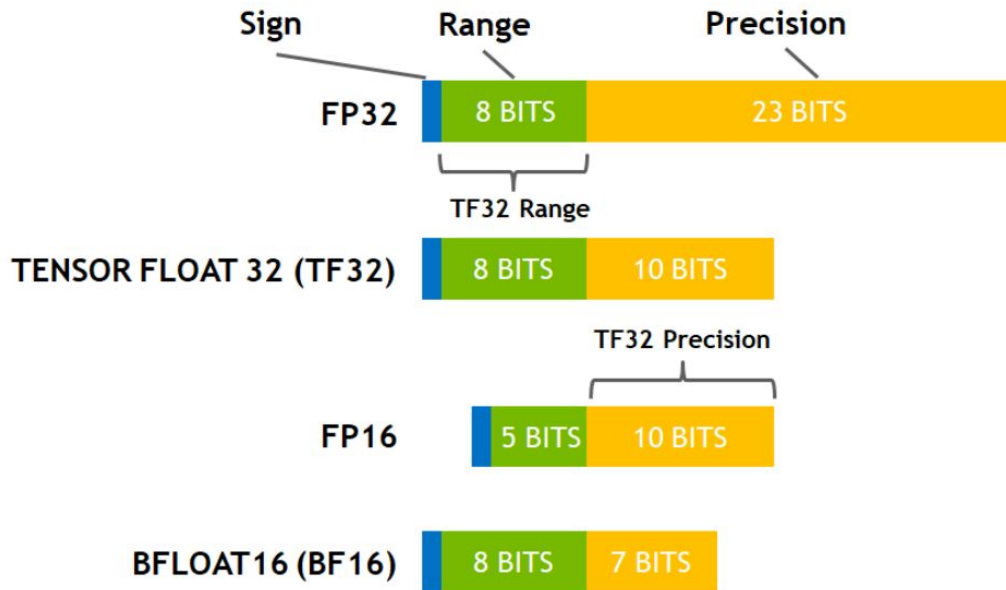 Sign Range Precision
FP32 8 BITS 23 BITS
TF32 Range
TENSOR FLOAT 32 (TF32) 8 BITS 10 BITS
TF32 Precision
FP16 5 BITS 10 BITS
BFLOAT16 (BF16) 8 BITS 7 BITS